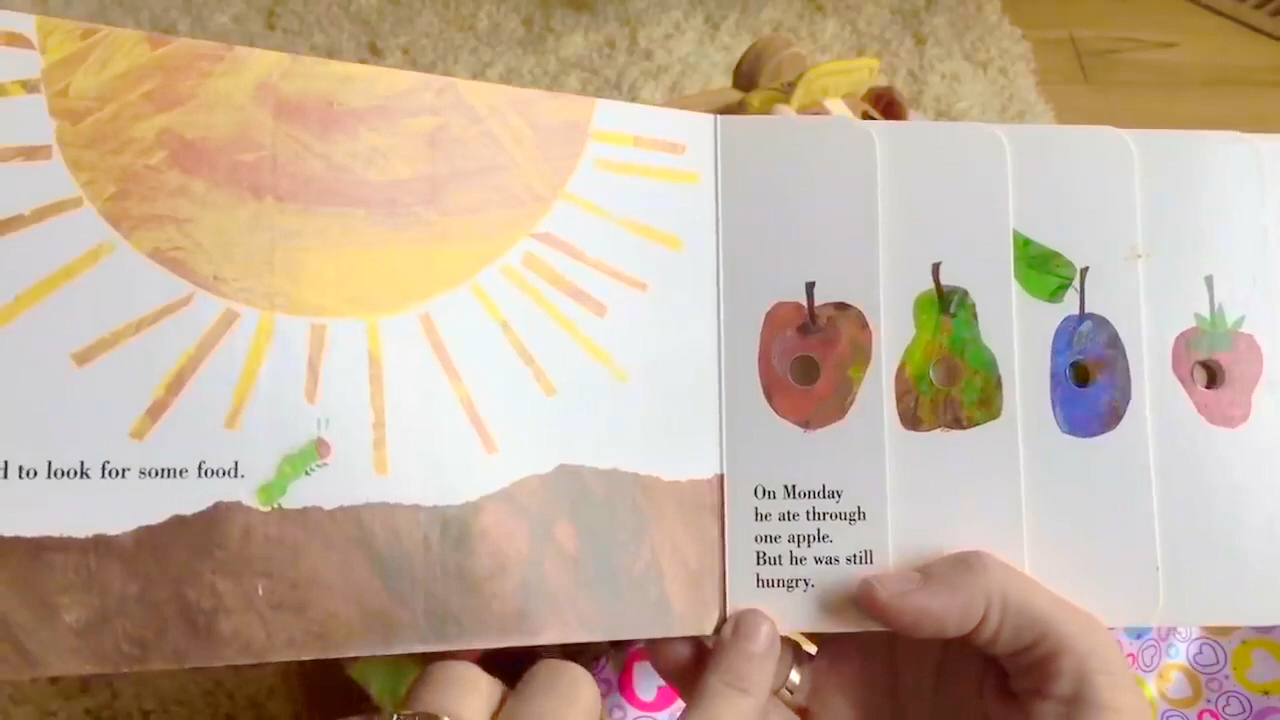 to look for some food.
On Monday
he ate through
one apple.
But he was still
hungry.